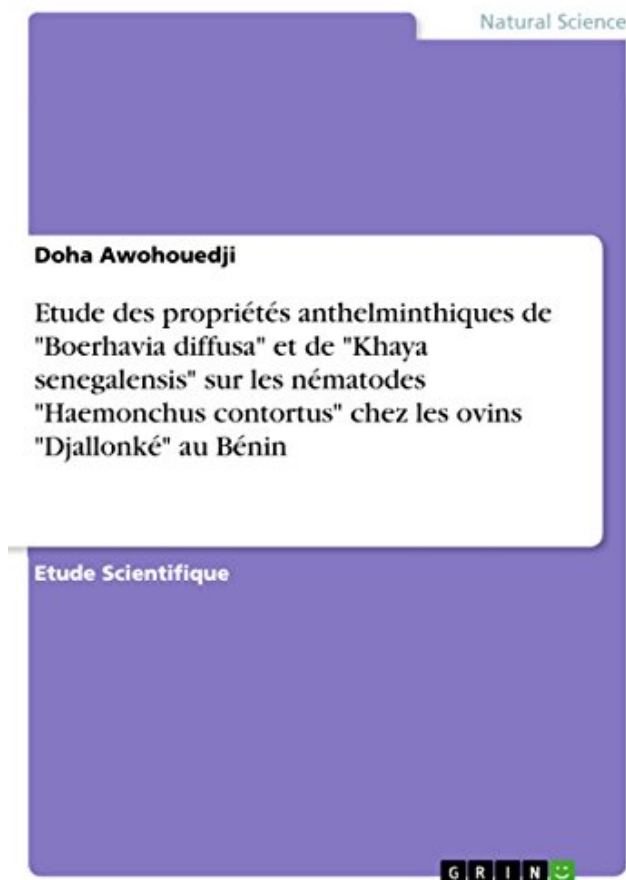 Natural Science
Doha Awohouedji
Etude des propriétés anthelminthiques de
"Boerhavia diffusa" et de "Khaya
senegalensis" sur les nématodes
"Haemonchus contortus" chez les ovins
"Djallonké" au Bénin
Etude Scientifique
GRIN